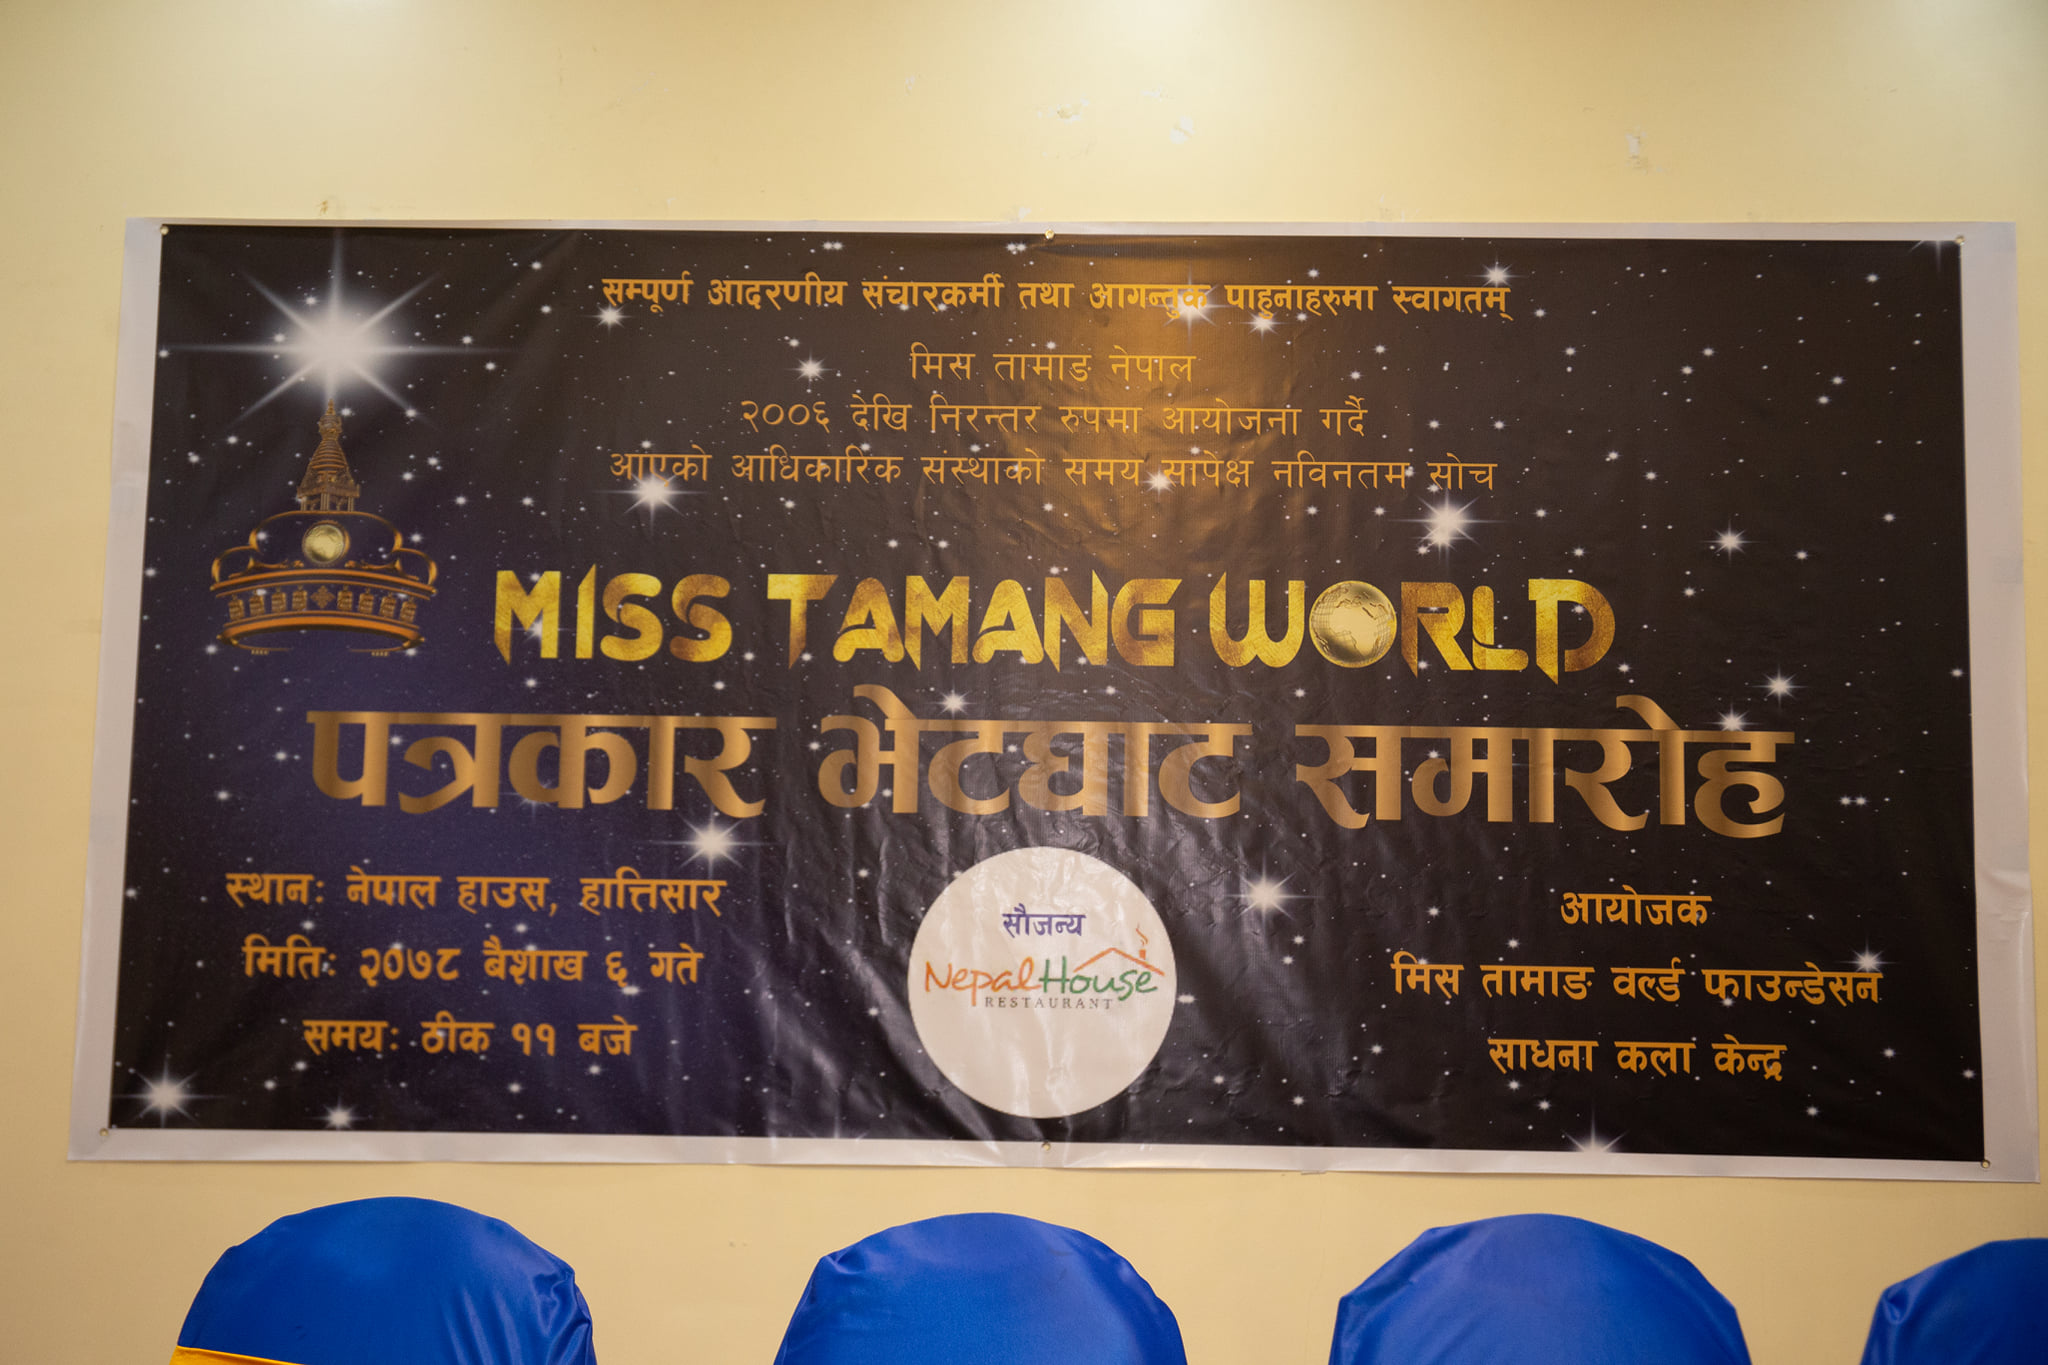 सम्पूर्ण आदरणीय संचारकर्मी तथा आगन्तुक पाहुनाहरुमा स्वागतम्
मिस तामाङ नेपाल
२००६ देखि निरन्तर रुपमा आयोजना गर्दै
आएको आधिकारिक संस्थाको समय सापेक्ष नविनतम सोच
MISS TAMANG WORLD
पत्रकार भेटघाट समारोह
स्थानः नेपाल हाउस, हात्तिसार
मितिः २०७८ बैशाख ६ गते
समयः ठीक ११ बजे
सौजन्य
Nepal House
RESTAURANT
आयोजक
मिस तामाङ वर्ल्ड फाउन्डेसन
साधना कला केन्द्र